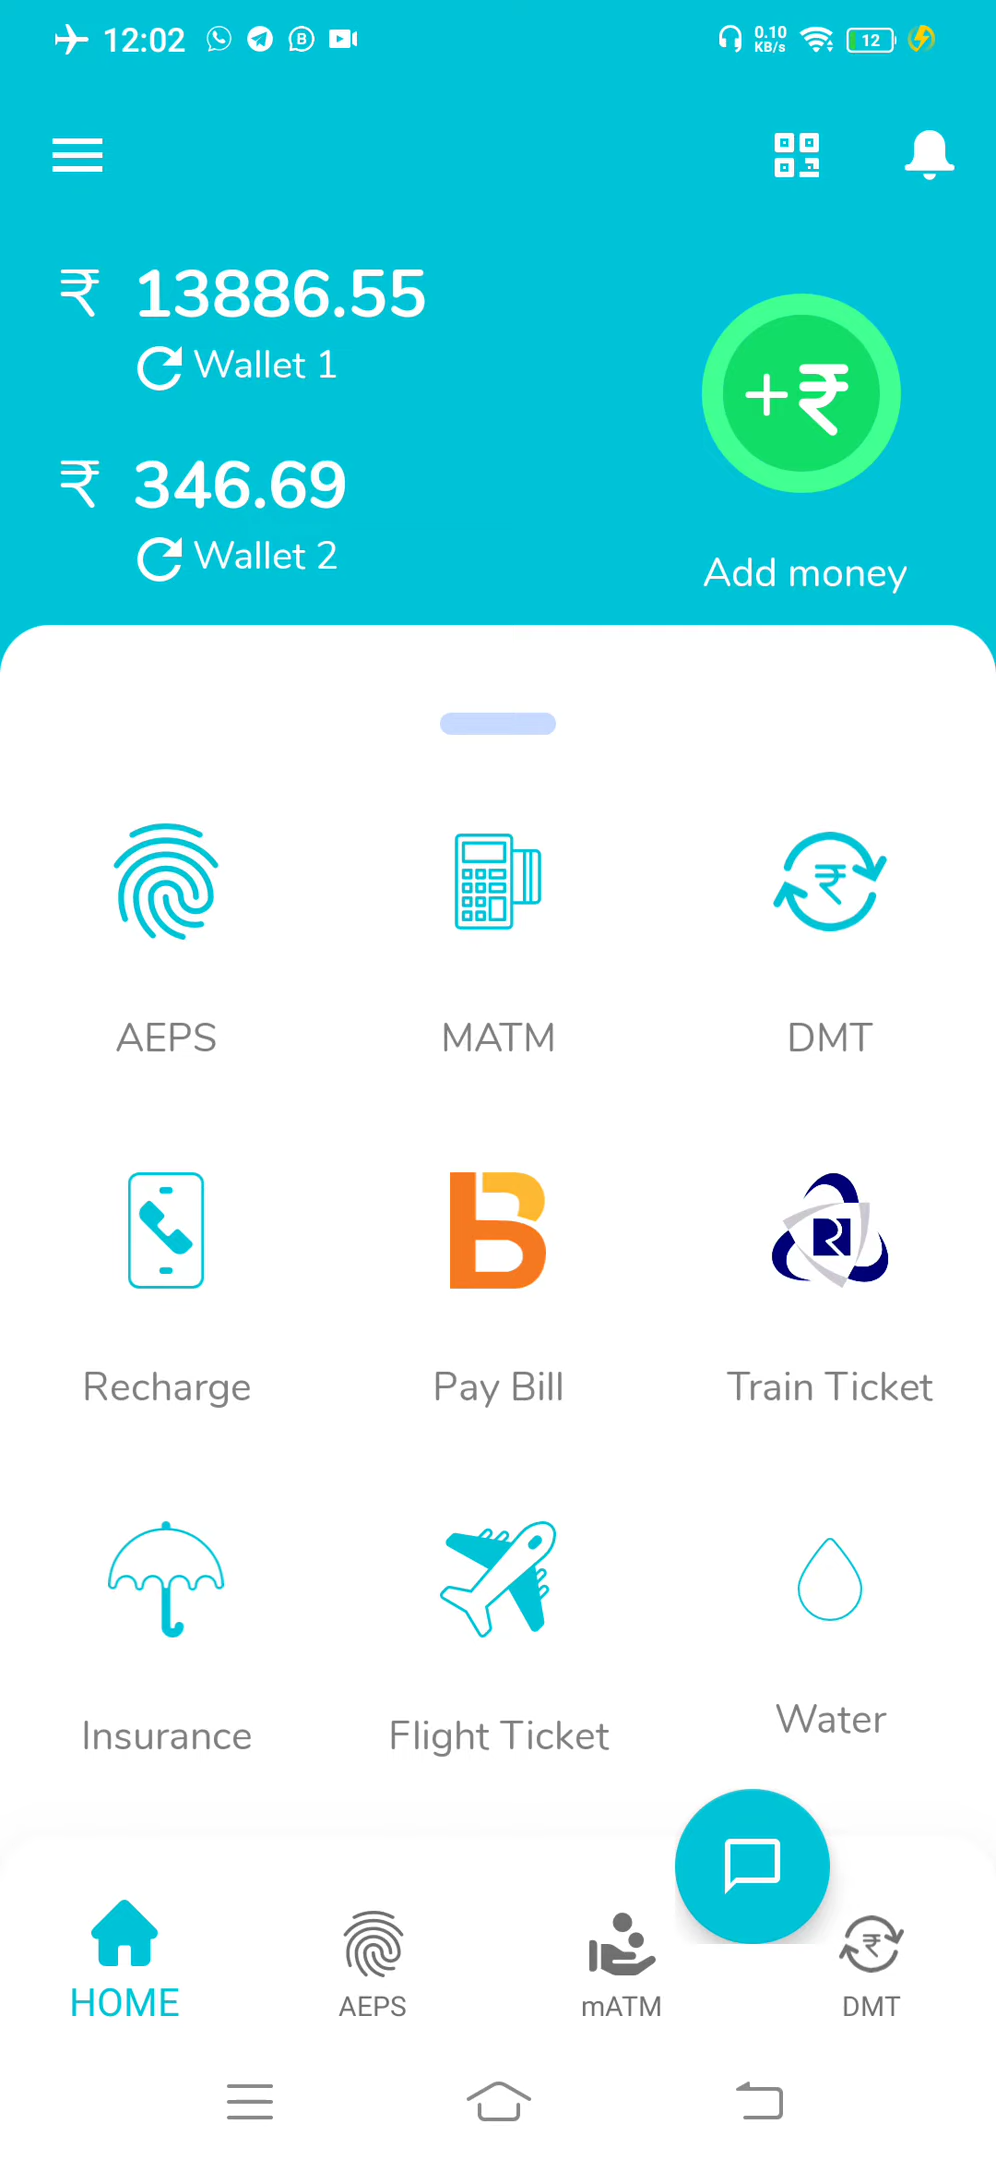 12:02
0.10
KB/s
12
₹ 13886.55
Wallet 1
₹ 346.69
Wallet 2
+₹
Add money
AEPS
MATM
DMT
Recharge
Pay Bill
Train Ticket
Insurance
Flight Ticket
Water
HOME
AEPS
mATM
DMT